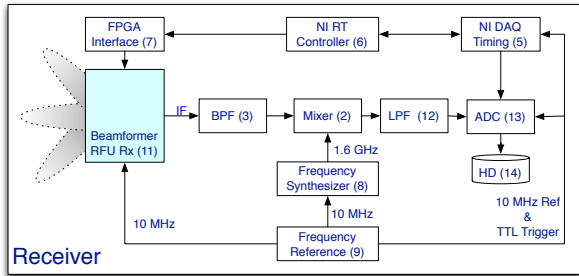 FPGA
Interface (7)
NI RT
Controller (6)
NI DAQ
Timing (5)
Beamformer
RFU Rx (11)
IF
BPF (3)
Mixer (2)
LPF (12)
ADC (13)
1.6 GHz
Frequency
Synthesizer (8)
HD (14)
10 MHz
10 MHz
10 MHz Ref
&
TTL Trigger
Frequency
Reference (9)
Receiver